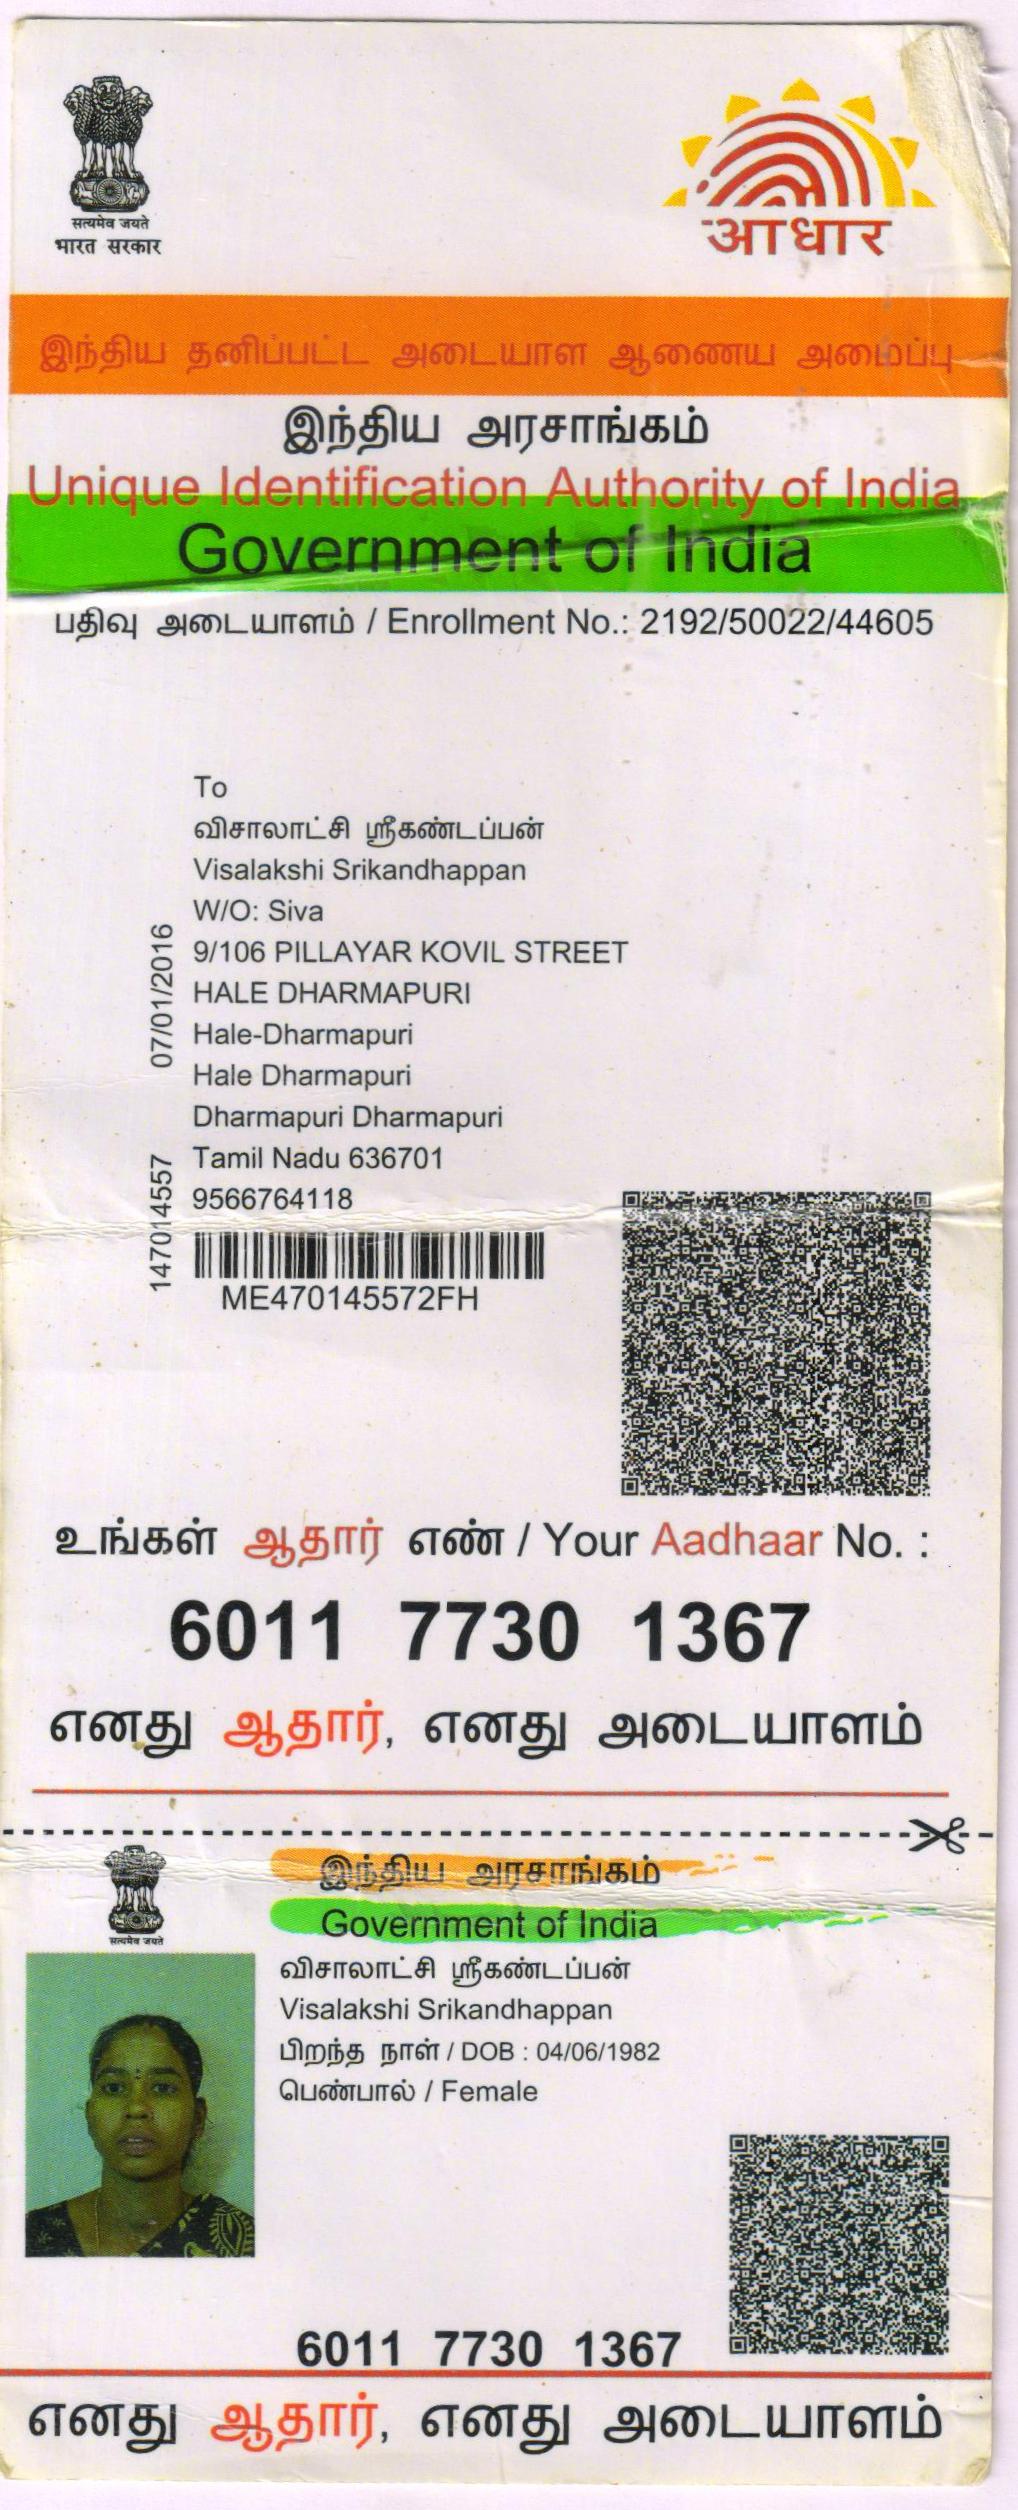 सत्यमेव जयते
भारत सरकार
आधार
இந்திய தனிப்பட்ட அடையாள ஆணைய அமைப்பு
இந்திய அரசாங்கம்
Unique Identification Authority of India
Government of India
பதிவு அடையாளம் / Enrollment No.: 2192/50022/44605
To
விசாலாட்சி ஸ்ரீகண்டப்பன்
Visalakshi Srikandhappan
W/O: Siva
9/106 PILLAYAR KOVIL STREET
HALE DHARMAPURI
Hale-Dharmapuri
Hale Dharmapuri
Dharmapuri Dharmapuri
Tamil Nadu 636701
9566764118
07/01/2016
147014557
ME470145572FH
உங்கள் ஆதார் எண் / Your Aadhaar No. :
6011 7730 1367
எனது ஆதார், எனது அடையாளம்
सत्यमेव जयते
இந்திய அரசாங்கம்
Government of India
விசாலாட்சி ஸ்ரீகண்டப்பன்
Visalakshi Srikandhappan
பிறந்த நாள் / DOB : 04/06/1982
பெண்பால் / Female
6011 7730 1367
எனது ஆதார், எனது அடையாளம்